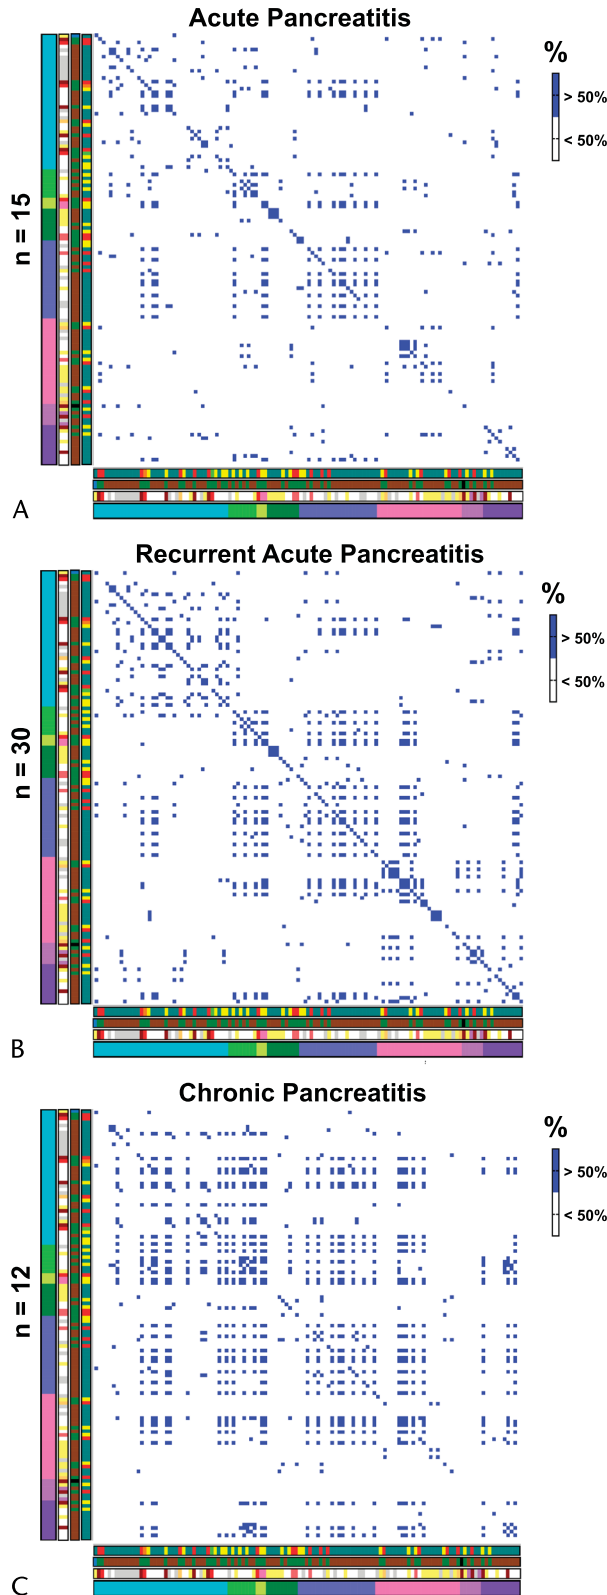 Acute Pancreatitis
%
> 50%
< 50%
n = 15
A
Recurrent Acute Pancreatitis
%
> 50%
< 50%
n = 30
B
Chronic Pancreatitis
%
> 50%
< 50%
n = 12
C